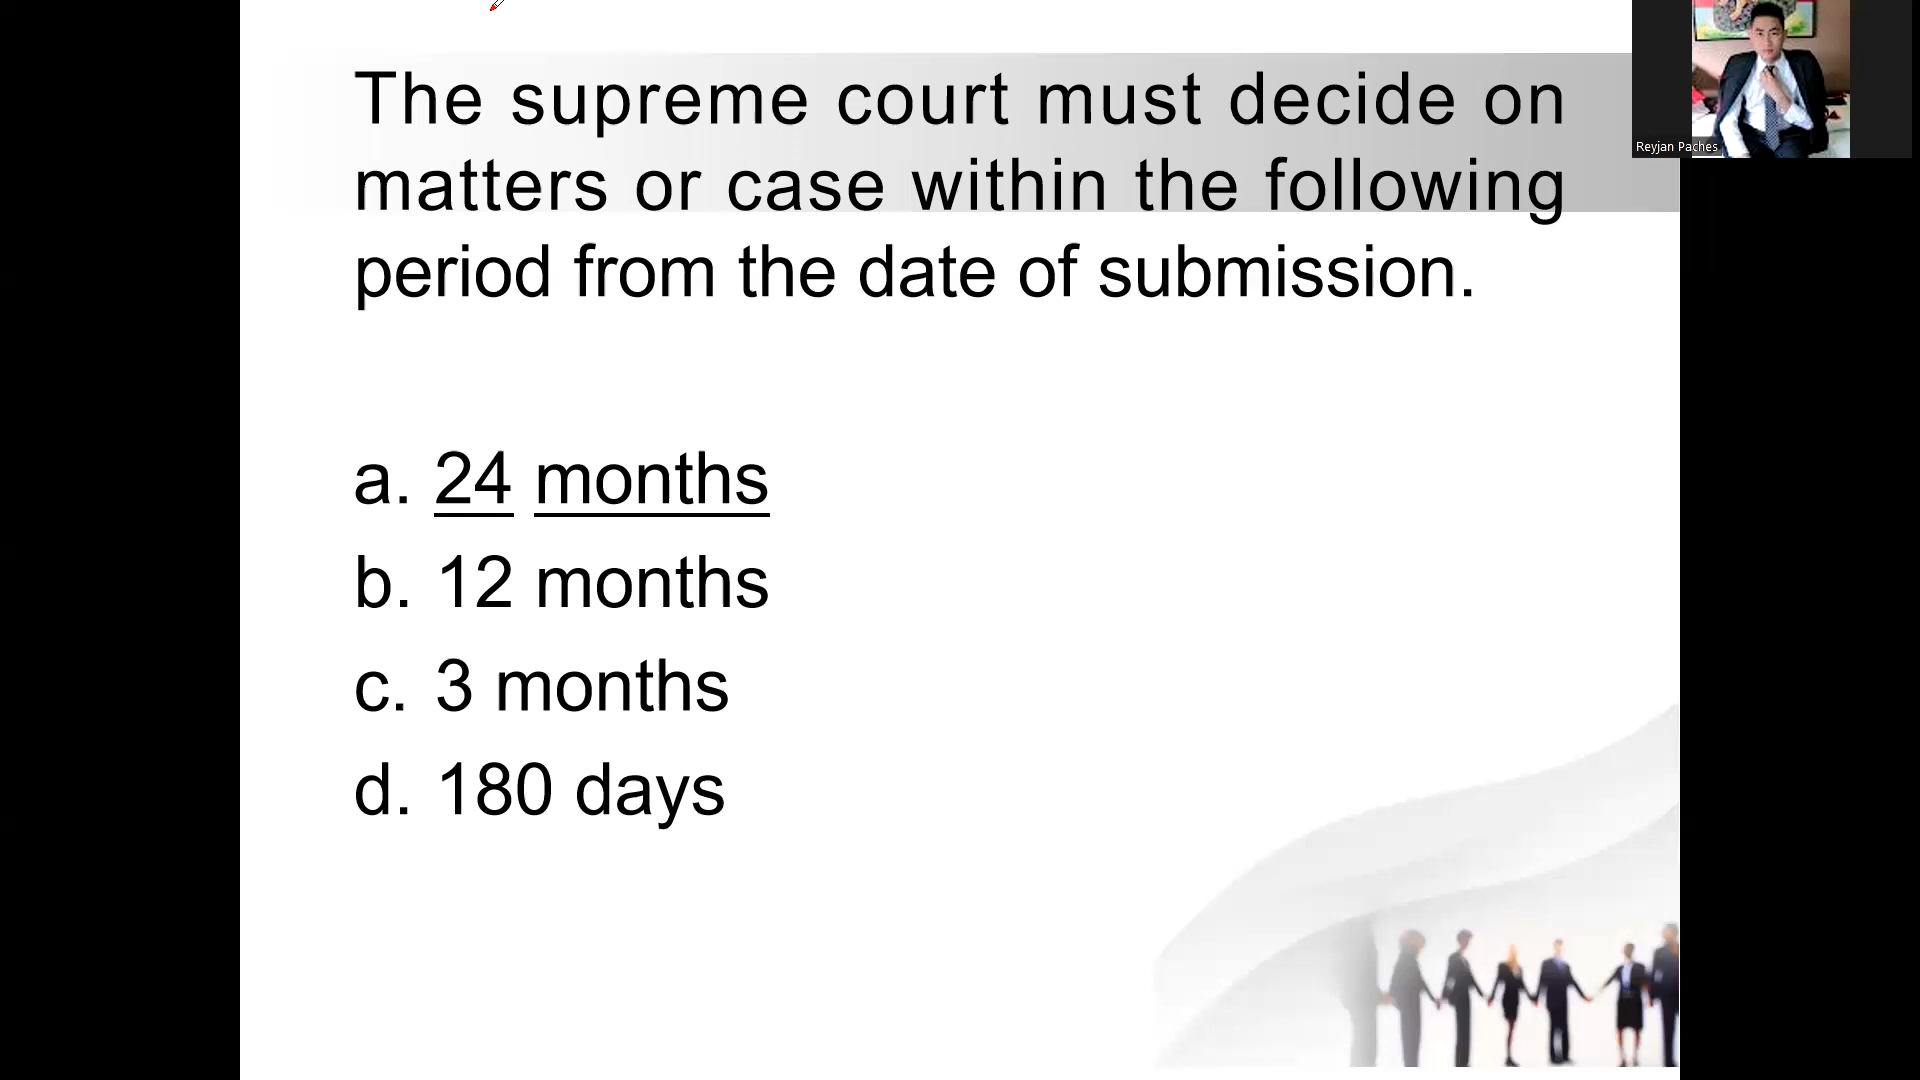 The supreme court must decide on
matters or case within the following
period from the date of submission.
a. 24 months
b. 12 months
c. 3 months
d. 180 days
Reyjan Paches